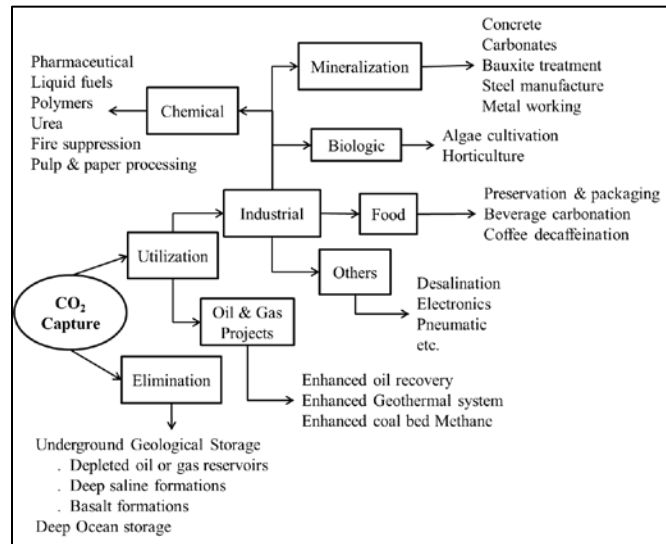 Concrete
Carbonates
Bauxite treatment
Steel manufacture
Metal working
Mineralization
Pharmaceutical
Liquid fuels
Polymers
Urea
Fire suppression
Pulp & paper processing
Chemical
Biologic
Algae cultivation
Horticulture
Industrial
Food
Preservation & packaging
Beverage carbonation
Coffee decaffeination
Utilization
Others
Desalination
Electronics
Pneumatic
etc.
CO₂
Capture
Oil & Gas
Projects
Elimination
Enhanced oil recovery
Enhanced Geothermal system
Enhanced coal bed Methane
Underground Geological Storage
. Depleted oil or gas reservoirs
. Deep saline formations
. Basalt formations
Deep Ocean storage